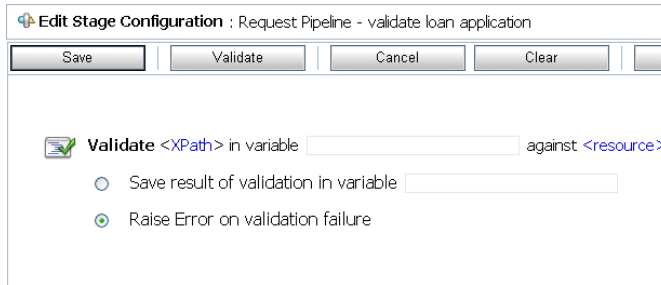 Edit Stage Configuration : Request Pipeline - validate loan application
Save Validate Cancel Clear
Validate <XPath> in variable against <resource>
Save result of validation in variable
Raise Error on validation failure